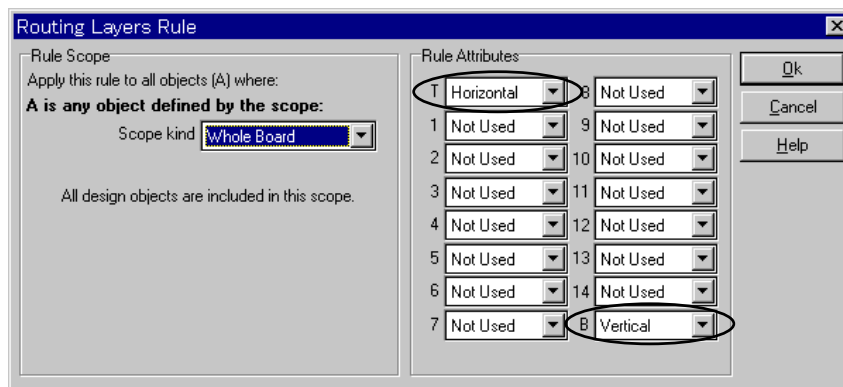 Routing Layers Rule
Rule Scope
Apply this rule to all objects (A) where:
A is any object defined by the scope:
Scope kind Whole Board
All design objects are included in this scope.
Rule Attributes
T Horizontal 8 Not Used
1 Not Used 9 Not Used
2 Not Used 10 Not Used
3 Not Used 11 Not Used
4 Not Used 12 Not Used
5 Not Used 13 Not Used
6 Not Used 14 Not Used
7 Not Used B Vertical
Ok
Cancel
Help